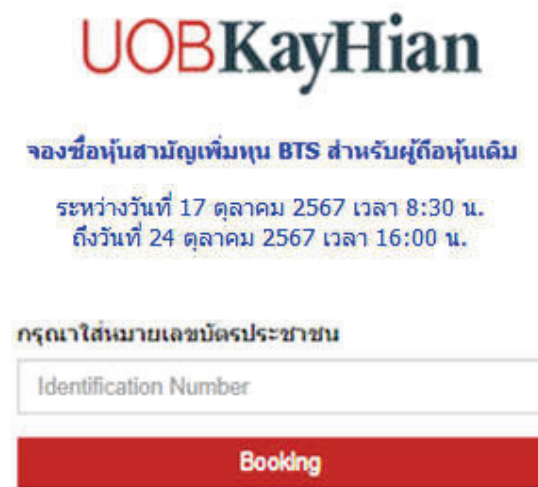 UOBKayHian
จองซื้อหุ้นสามัญเพิ่มทุน BTS สำหรับผู้ถือหุ้นเดิม
ระหว่างวันที่ 17 ตุลาคม 2567 เวลา 8:30 น.
ถึงวันที่ 24 ตุลาคม 2567 เวลา 16:00 น.
กรุณาใส่หมายเลขบัตรประชาชน
Identification Number
Booking